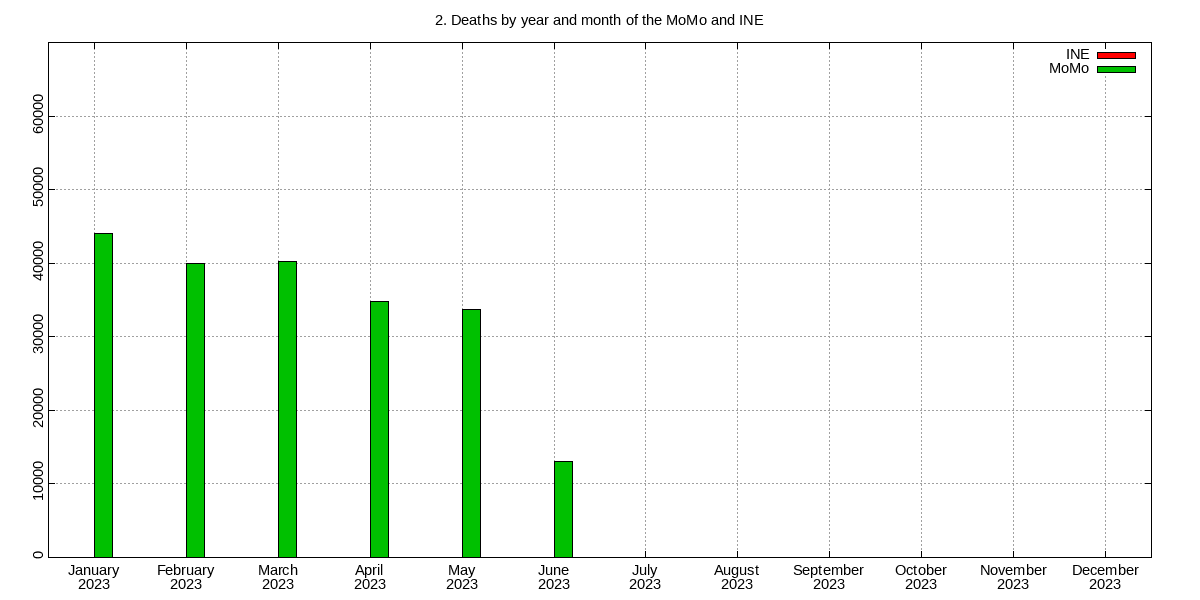 2. Deaths by year and month of the MoMo and INE
INE
MoMo
60000
50000
40000
30000
20000
10000
0
January February March April May June July August September October November December
2023 2023 2023 2023 2023 2023 2023 2023 2023 2023 2023 2023